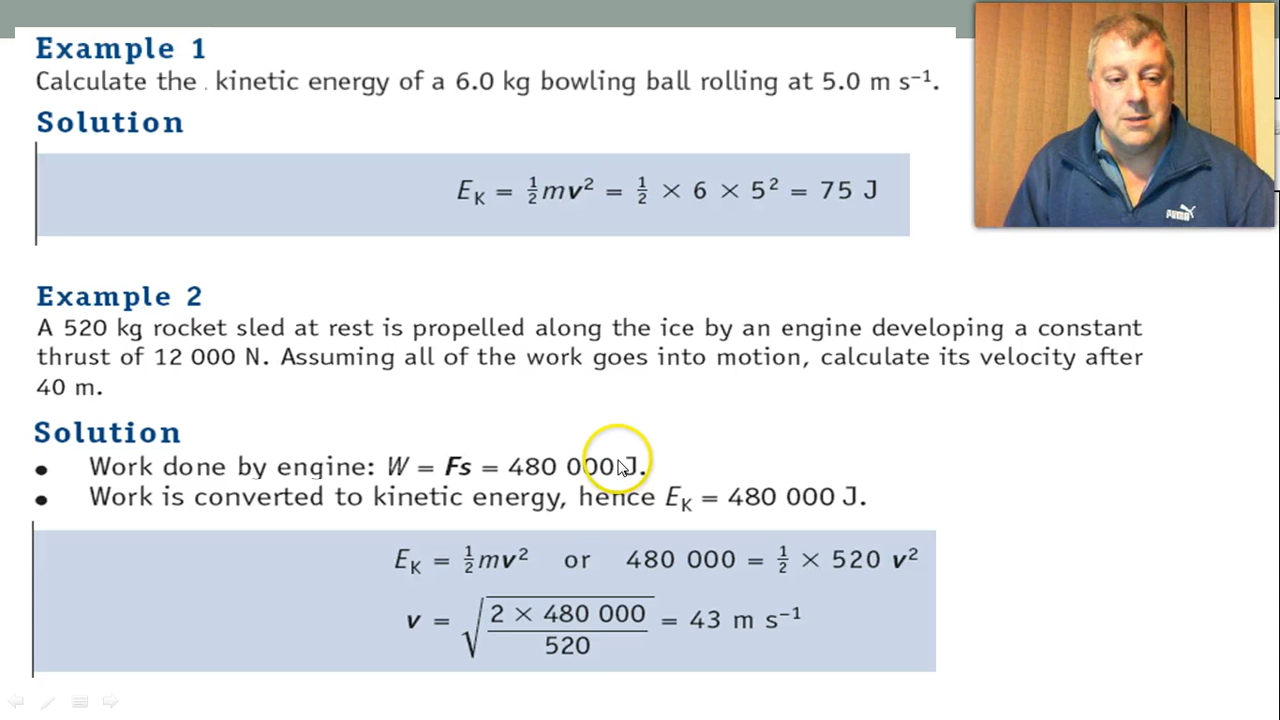 Example 1
Calculate the . kinetic energy of a 6.0 kg bowling ball rolling at 5.0 m s⁻¹.
Solution
E_K = ½mv² = ½ × 6 × 5² = 75 J
Example 2
A 520 kg rocket sled at rest is propelled along the ice by an engine developing a constant
thrust of 12 000 N. Assuming all of the work goes into motion, calculate its velocity after
40 m.
Solution
• Work done by engine: W = Fs = 480 000 J.
• Work is converted to kinetic energy, hence E_K = 480 000 J.
E_K = ½mv² or 480 000 = ½ × 520 v²
v = √(2 × 480 000 / 520) = 43 m s⁻¹
PUMA